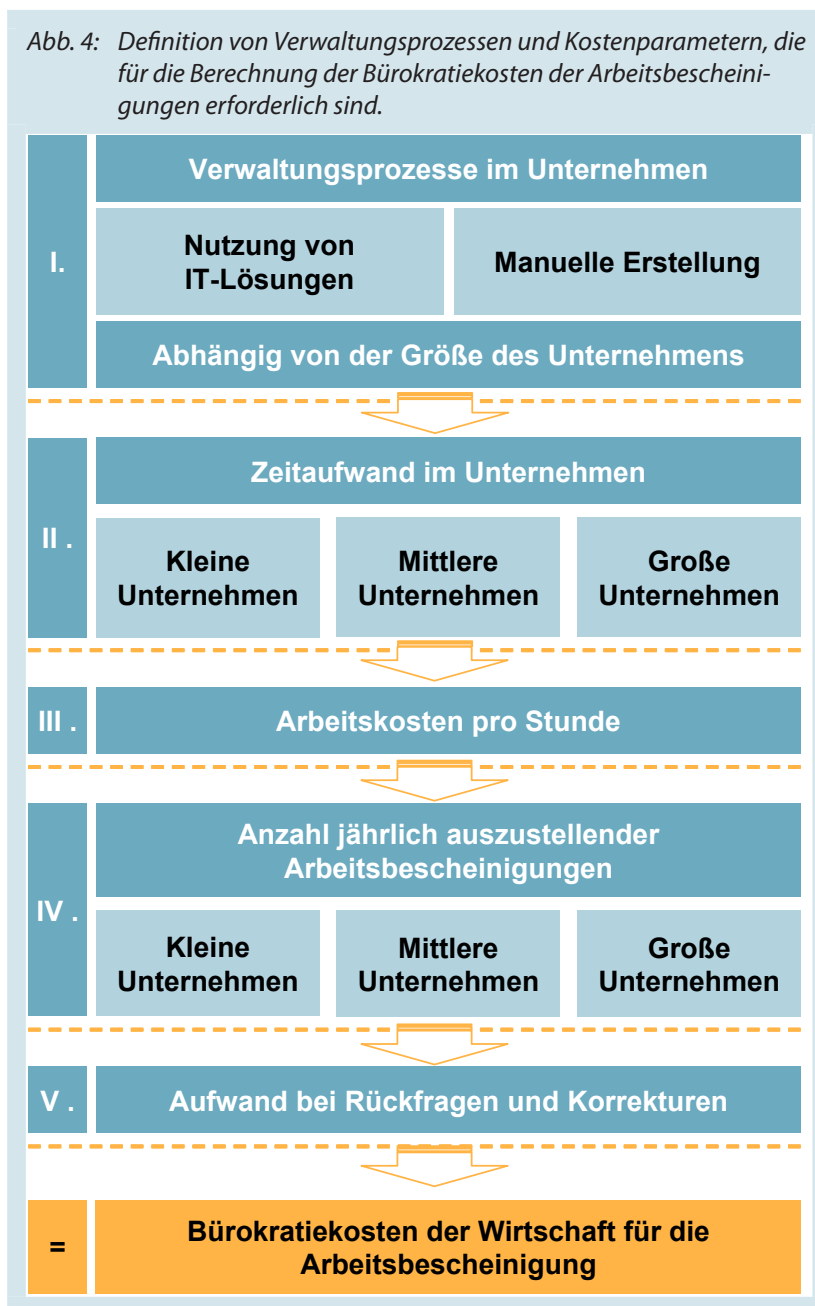 Abb. 4: Definition von Verwaltungsprozessen und Kostenparametern, die
für die Berechnung der Bürokratiekosten der Arbeitsbescheini-
gungen erforderlich sind.
I.
Verwaltungsprozesse im Unternehmen
Nutzung von
IT-Lösungen
Manuelle Erstellung
Abhängig von der Größe des Unternehmens
II .
Zeitaufwand im Unternehmen
Kleine
Unternehmen
Mittlere
Unternehmen
Große
Unternehmen
III .
Arbeitskosten pro Stunde
IV .
Anzahl jährlich auszustellender
Arbeitsbescheinigungen
Kleine
Unternehmen
Mittlere
Unternehmen
Große
Unternehmen
V .
Aufwand bei Rückfragen und Korrekturen
=
Bürokratiekosten der Wirtschaft für die
Arbeitsbescheinigung